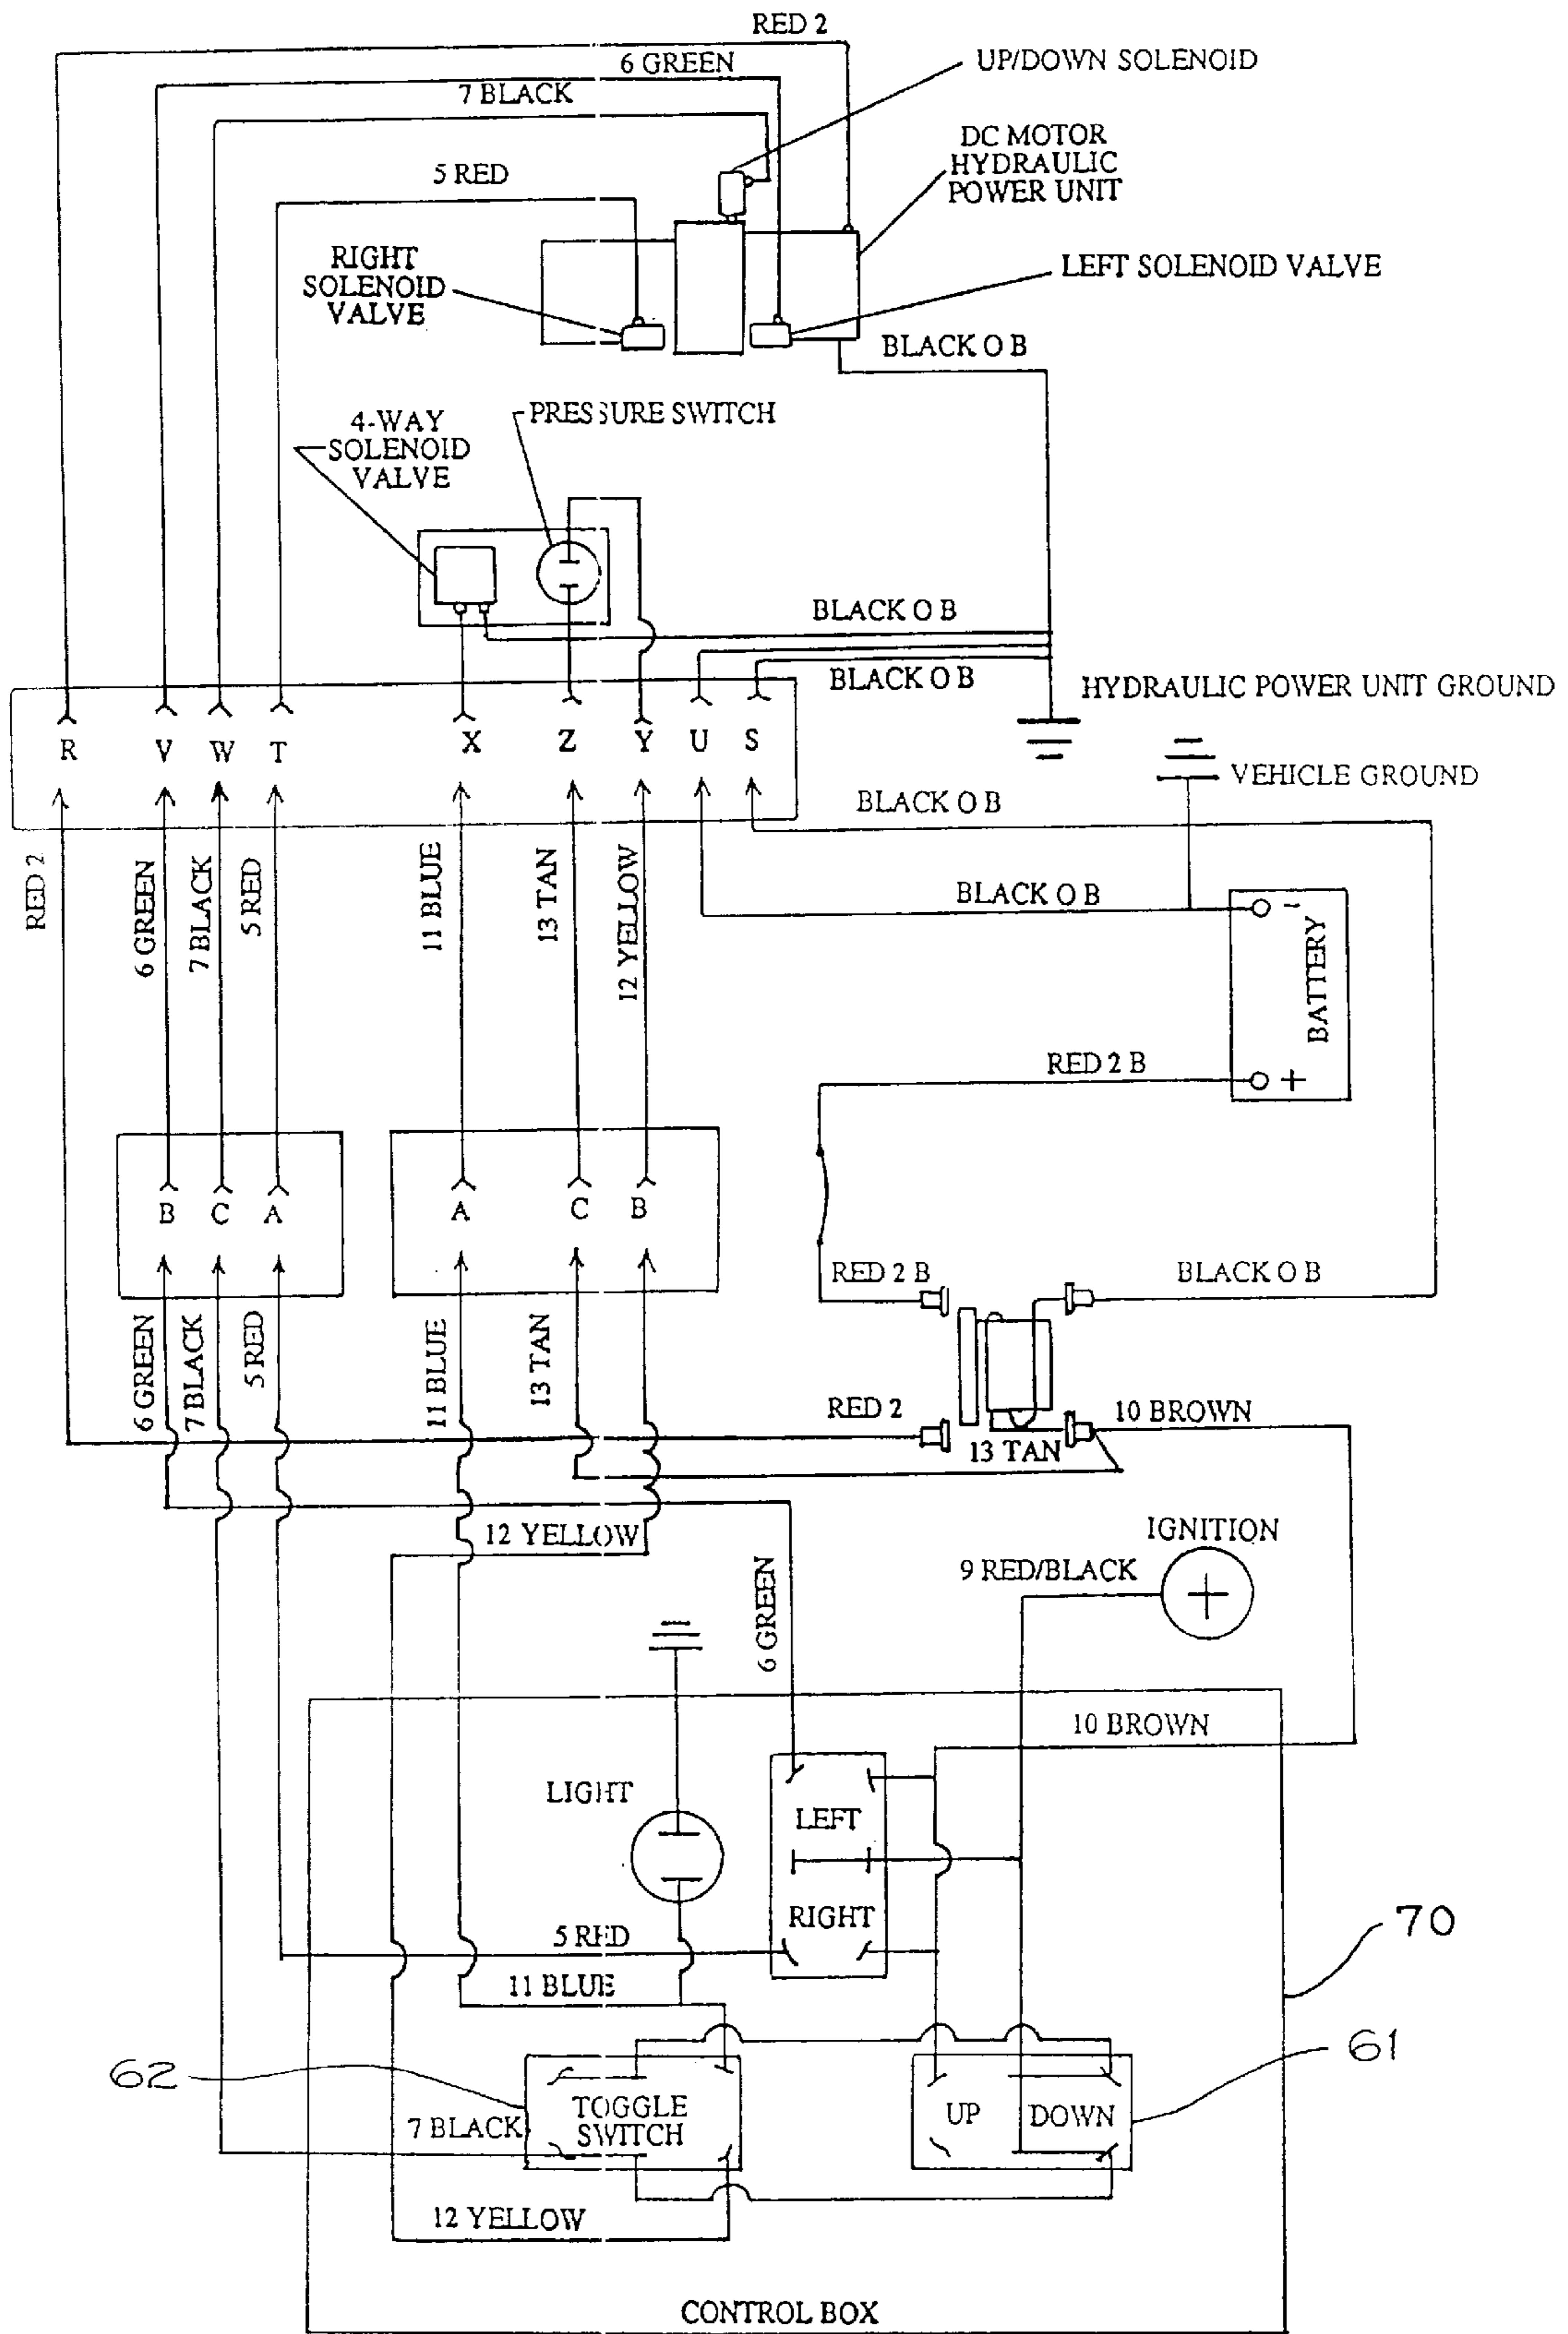 RED 2
6 GREEN
UP/DOWN SOLENOID
7 BLACK
DC MOTOR
HYDRAULIC
POWER UNIT
5 RED
RIGHT
SOLENOID
VALVE
LEFT SOLENOID VALVE
BLACK O B
4-WAY
SOLENOID
VALVE
PRESSURE SWITCH
BLACK O B
BLACK O B
HYDRAULIC POWER UNIT GROUND
R V W T X Z Y U S
VEHICLE GROUND
BLACK O B
RED 2
6 GREEN
7 BLACK
5 RED
11 BLUE
13 TAN
12 YELLOW
BLACK O B
-
BATTERY
RED 2 B
+
B C A
A C B
RED 2 B
BLACK O B
6 GREEN
7 BLACK
5 RED
11 BLUE
13 TAN
RED 2
10 BROWN
13 TAN
12 YELLOW
IGNITION
9 RED/BLACK
6 GREEN
10 BROWN
LIGHT
LEFT
RIGHT
70
5 RED
11 BLUE
62
61
TOGGLE
SWITCH
UP DOWN
7 BLACK
12 YELLOW
CONTROL BOX